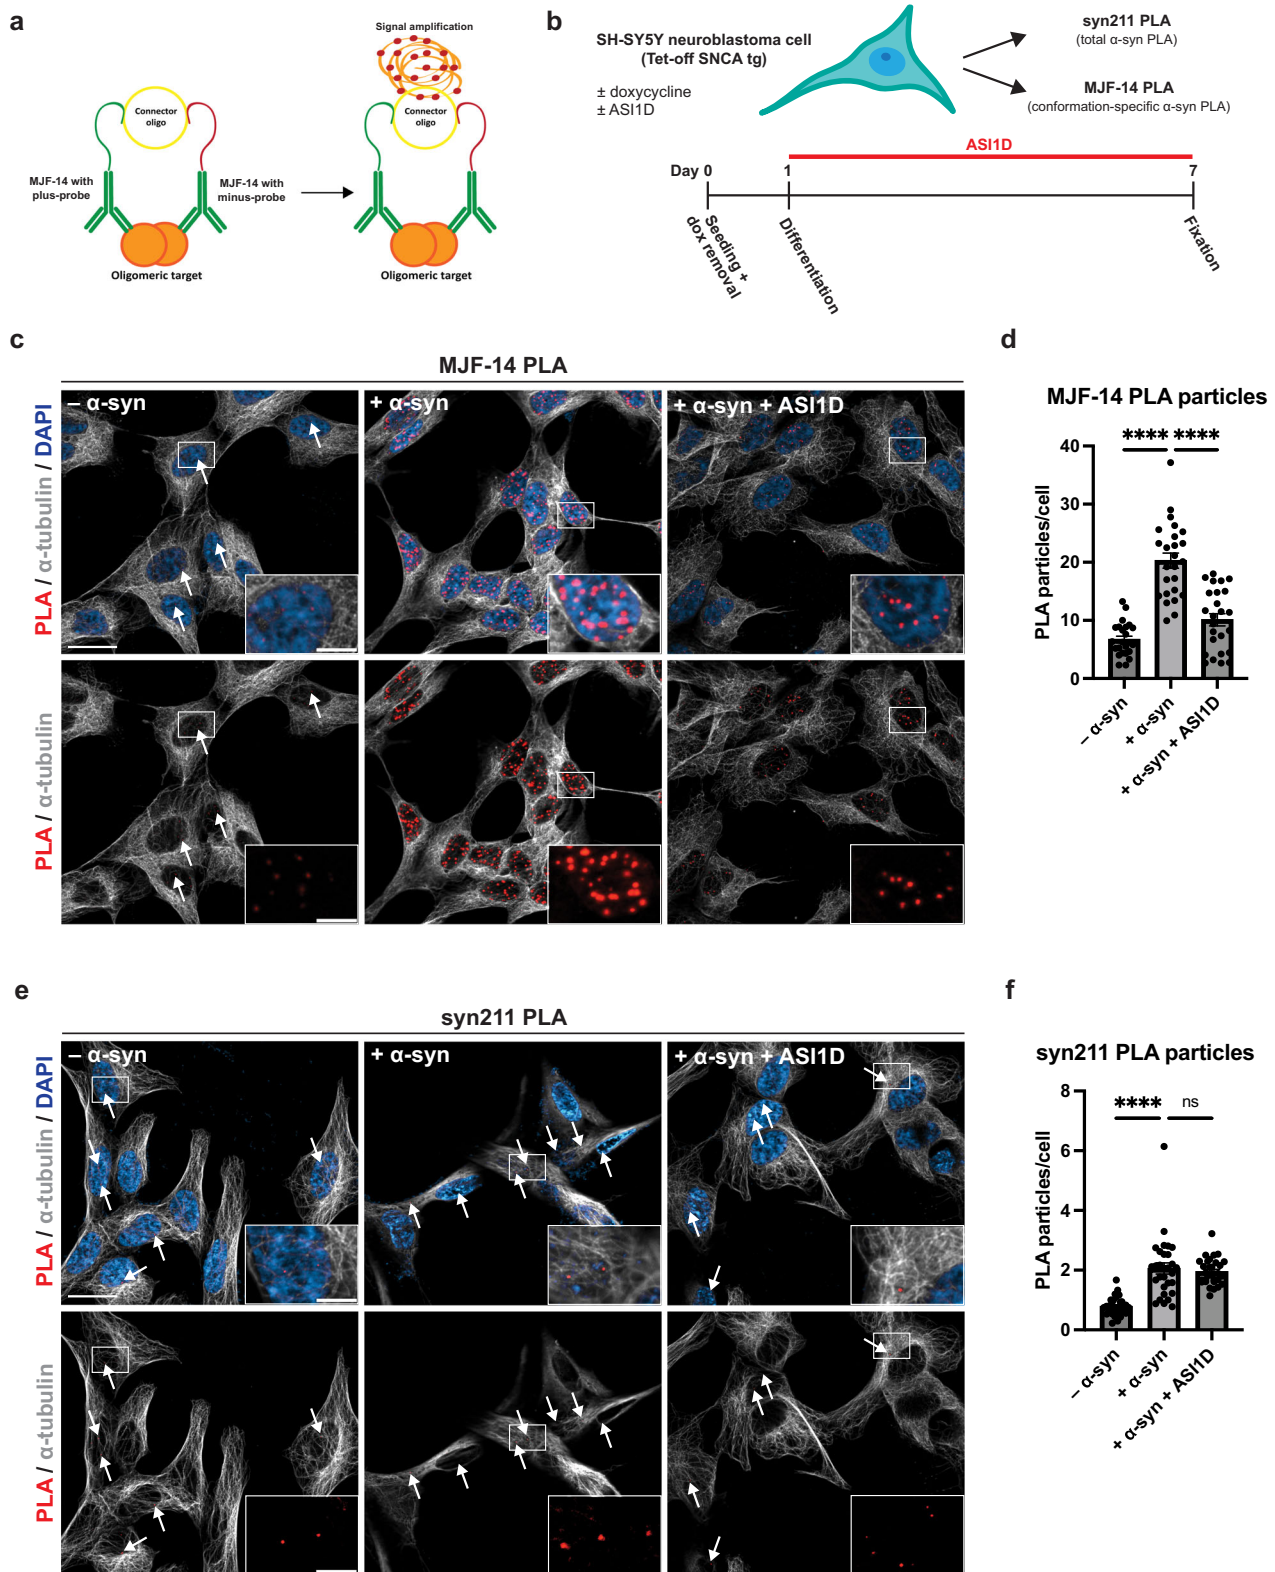 a
Signal amplification
Connector
oligo
Connector
oligo
MJF-14 with
plus-probe
MJF-14 with
minus-probe
Oligomeric target
Oligomeric target
b
SH-SY5Y neuroblastoma cell
(Tet-off SNCA tg)
± doxycycline
± ASI1D
syn211 PLA
(total α-syn PLA)
MJF-14 PLA
(conformation-specific α-syn PLA)
ASI1D
Day 0
1
7
Seeding +
dox removal
Differentiation
Fixation
c
MJF-14 PLA
– α-syn
+ α-syn
+ α-syn + ASI1D
PLA / α-tubulin / DAPI
PLA / α-tubulin
d
MJF-14 PLA particles
**** ****
PLA particles/cell
40
30
20
10
0
– α-syn
+ α-syn
+ α-syn + ASI1D
e
syn211 PLA
– α-syn
+ α-syn
+ α-syn + ASI1D
PLA / α-tubulin / DAPI
PLA / α-tubulin
f
syn211 PLA particles
**** ns
PLA particles/cell
8
6
4
2
0
– α-syn
+ α-syn
+ α-syn + ASI1D